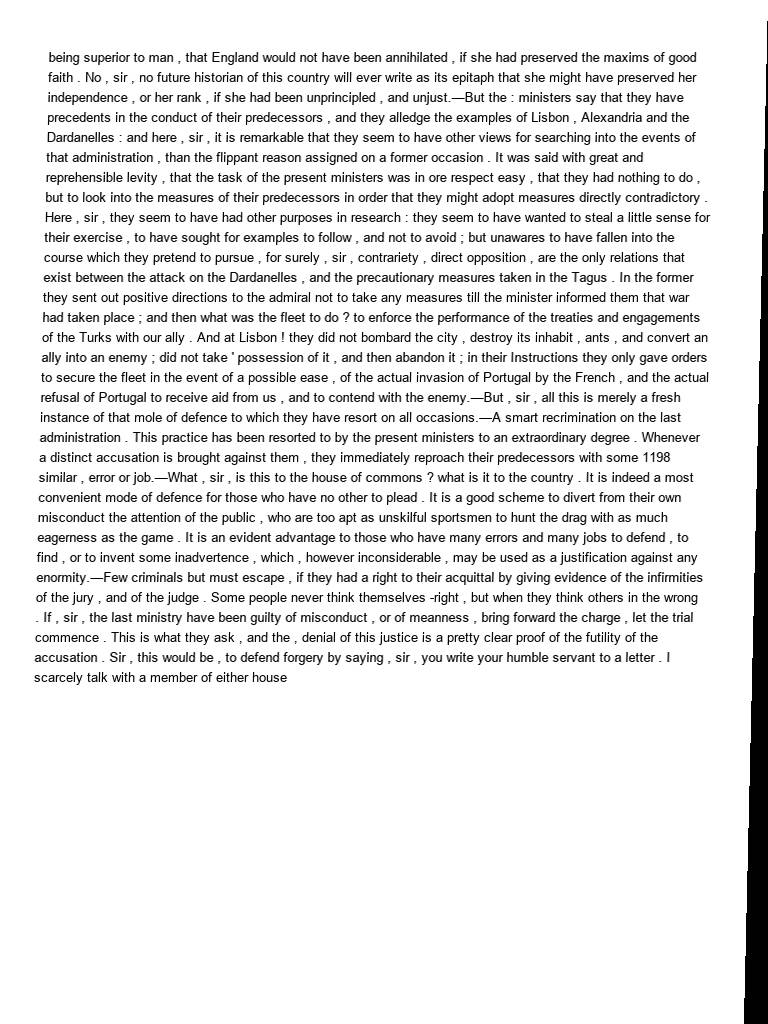 being superior to man , that England would not have been annihilated , if she had preserved the maxims of good
faith . No , sir , no future historian of this country will ever write as its epitaph that she might have preserved her
independence , or her rank , if she had been unprincipled , and unjust.—But the : ministers say that they have
precedents in the conduct of their predecessors , and they alledge the examples of Lisbon , Alexandria and the
Dardanelles : and here , sir , it is remarkable that they seem to have other views for searching into the events of
that administration , than the flippant reason assigned on a former occasion . It was said with great and
reprehensible levity , that the task of the present ministers was in ore respect easy , that they had nothing to do ,
but to look into the measures of their predecessors in order that they might adopt measures directly contradictory .
Here , sir , they seem to have had other purposes in research : they seem to have wanted to steal a little sense for
their exercise , to have sought for examples to follow , and not to avoid ; but unawares to have fallen into the
course which they pretend to pursue , for surely , sir , contrariety , direct opposition , are the only relations that
exist between the attack on the Dardanelles , and the precautionary measures taken in the Tagus . In the former
they sent out positive directions to the admiral not to take any measures till the minister informed them that war
had taken place ; and then what was the fleet to do ? to enforce the performance of the treaties and engagements
of the Turks with our ally . And at Lisbon ! they did not bombard the city , destroy its inhabit , ants , and convert an
ally into an enemy ; did not take ' possession of it , and then abandon it ; in their Instructions they only gave orders
to secure the fleet in the event of a possible ease , of the actual invasion of Portugal by the French , and the actual
refusal of Portugal to receive aid from us , and to contend with the enemy.—But , sir , all this is merely a fresh
instance of that mole of defence to which they have resort on all occasions.—A smart recrimination on the last
administration . This practice has been resorted to by the present ministers to an extraordinary degree . Whenever
a distinct accusation is brought against them , they immediately reproach their predecessors with some 1198
similar , error or job.—What , sir , is this to the house of commons ? what is it to the country . It is indeed a most
convenient mode of defence for those who have no other to plead . It is a good scheme to divert from their own
misconduct the attention of the public , who are too apt as unskilful sportsmen to hunt the drag with as much
eagerness as the game . It is an evident advantage to those who have many errors and many jobs to defend , to
find , or to invent some inadvertence , which , however inconsiderable , may be used as a justification against any
enormity.—Few criminals but must escape , if they had a right to their acquittal by giving evidence of the infirmities
of the jury , and of the judge . Some people never think themselves -right , but when they think others in the wrong
. If , sir , the last ministry have been guilty of misconduct , or of meanness , bring forward the charge , let the trial
commence . This is what they ask , and the , denial of this justice is a pretty clear proof of the futility of the
accusation . Sir , this would be , to defend forgery by saying , sir , you write your humble servant to a letter . I
scarcely talk with a member of either house